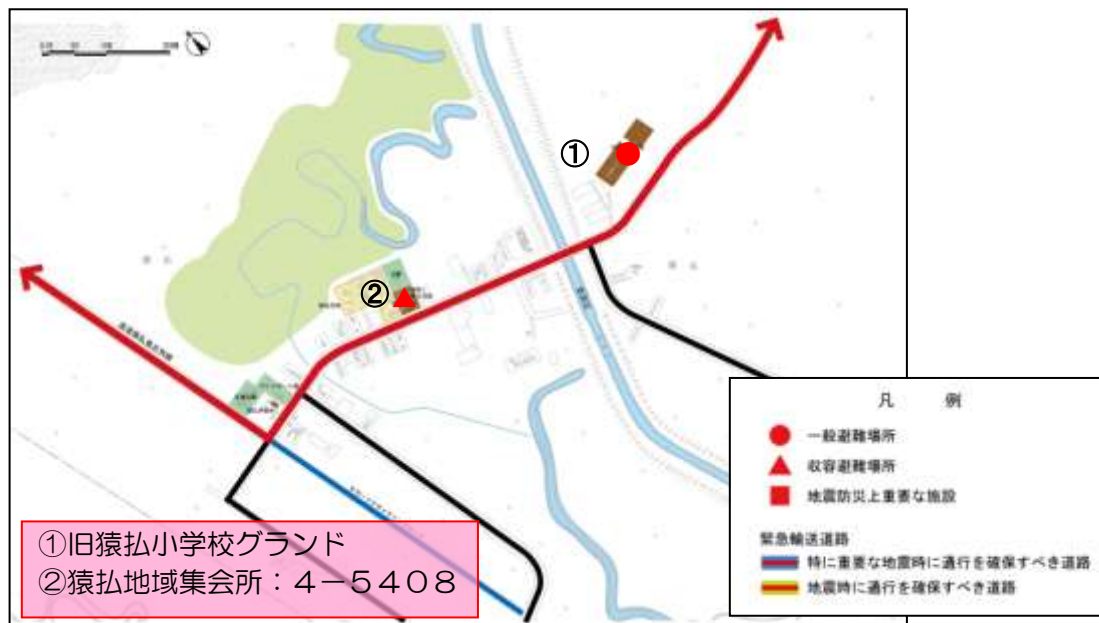 ①
②
①旧猿払小学校グランド
②猿払地域集会所：４－５４０８
凡　例
一般避難場所
収容避難場所
地震防災上重要な施設
緊急輸送道路
特に重要な地震時に通行を確保すべき道路
地震時に通行を確保すべき道路